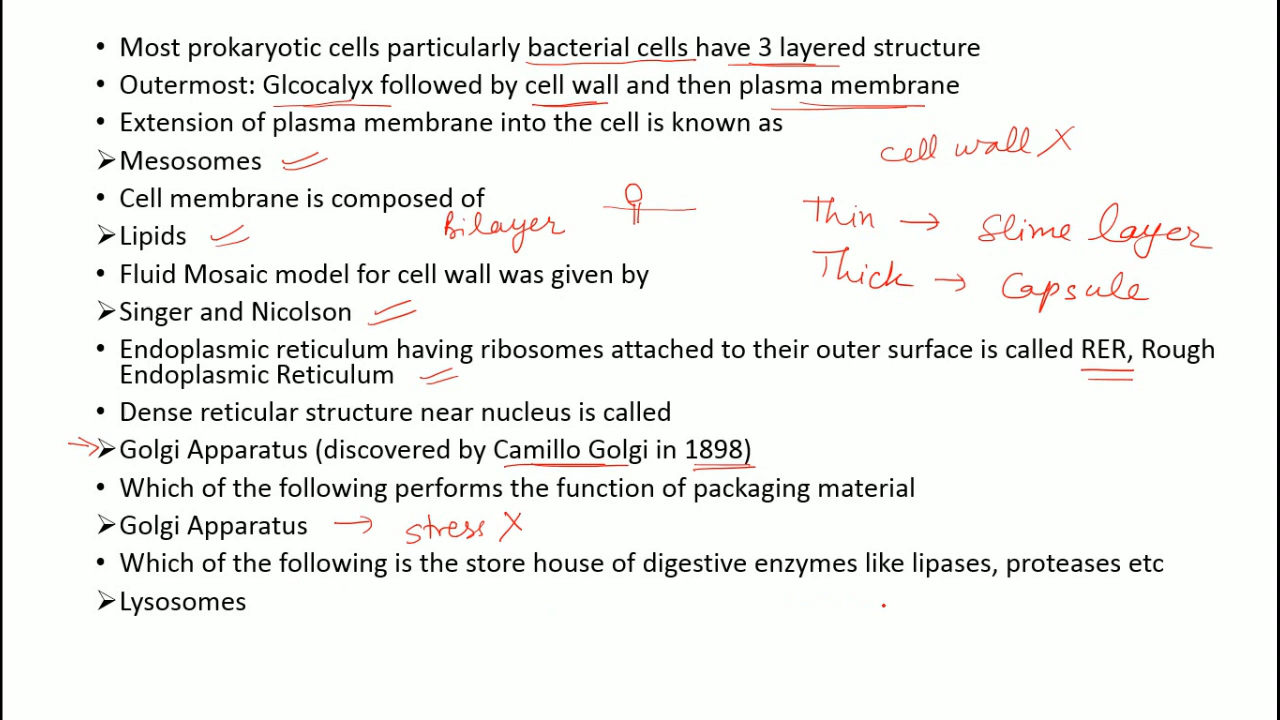 • Most prokaryotic cells particularly bacterial cells have 3 layered structure
• Outermost: Glcocalyx followed by cell wall and then plasma membrane
• Extension of plasma membrane into the cell is known as
cell wall X
➢Mesosomes
• Cell membrane is composed of
Bilayer
Thin → Slime layer
➢Lipids
• Fluid Mosaic model for cell wall was given by
Thick → Capsule
➢Singer and Nicolson
• Endoplasmic reticulum having ribosomes attached to their outer surface is called RER, Rough
Endoplasmic Reticulum
• Dense reticular structure near nucleus is called
➢Golgi Apparatus (discovered by Camillo Golgi in 1898)
• Which of the following performs the function of packaging material
➢Golgi Apparatus → stress X
• Which of the following is the store house of digestive enzymes like lipases, proteases etc
➢Lysosomes